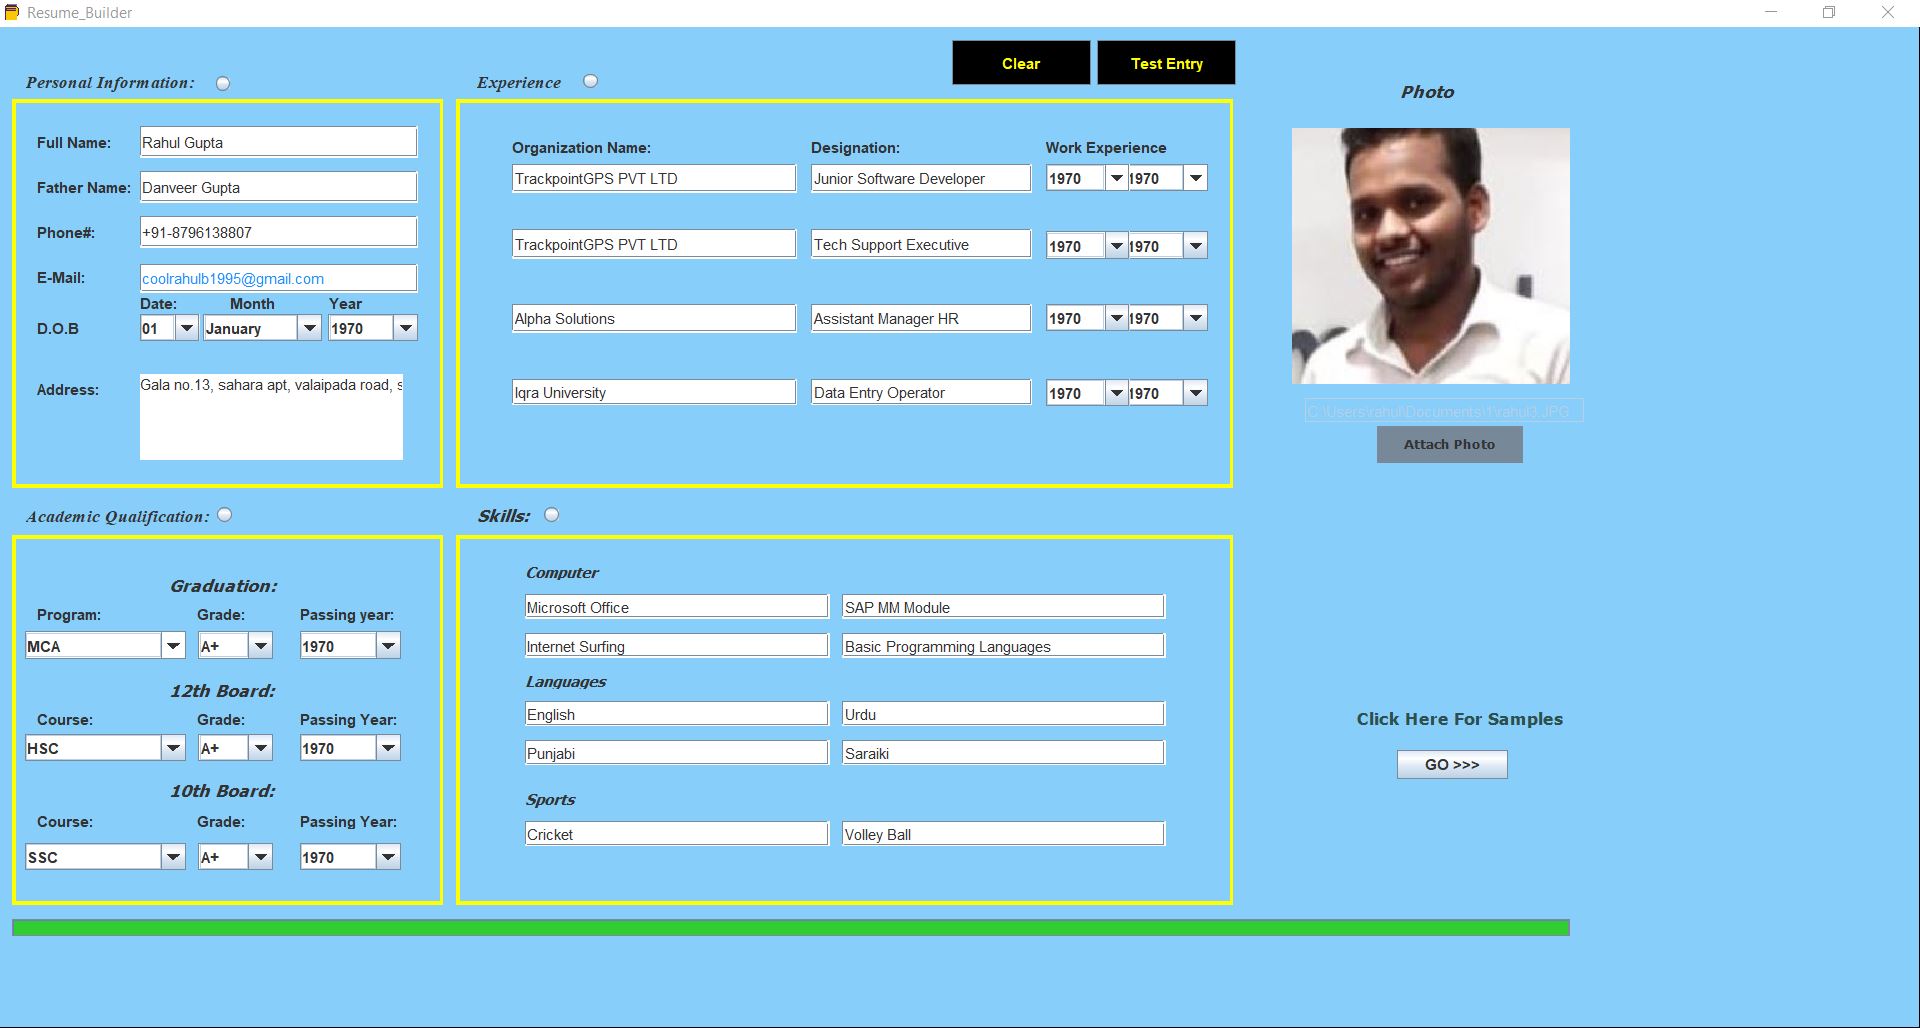 Resume_Builder
Clear
Test Entry
Personal Information:
Experience
Photo
Full Name:
Rahul Gupta
Father Name:
Danveer Gupta
Phone#:
+91-8796138807
E-Mail:
coolrahulb1995@gmail.com
Date: Month Year
D.O.B
01 January 1970
Address:
Gala no.13, sahara apt, valaipada road, s
Organization Name: Designation: Work Experience
TrackpointGPS PVT LTD Junior Software Developer 1970 1970
TrackpointGPS PVT LTD Tech Support Executive 1970 1970
Alpha Solutions Assistant Manager HR 1970 1970
Iqra University Data Entry Operator 1970 1970
C:\Users\rahul\Documents\1\rahul3.JPG
Attach Photo
Academic Qualification:
Skills:
Graduation:
Program: Grade: Passing year:
MCA A+ 1970
12th Board:
Course: Grade: Passing Year:
HSC A+ 1970
10th Board:
Course: Grade: Passing Year:
SSC A+ 1970
Computer
Microsoft Office SAP MM Module
Internet Surfing Basic Programming Languages
Languages
English Urdu
Punjabi Saraiki
Sports
Cricket Volley Ball
Click Here For Samples
GO >>>